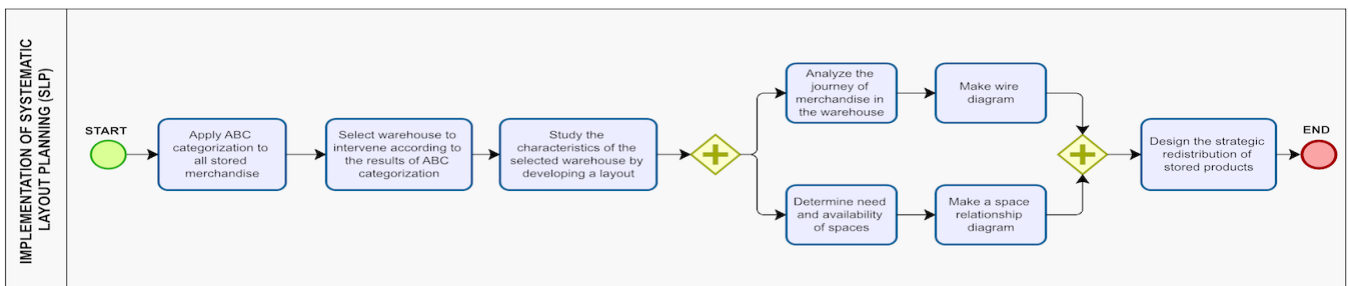 IMPLEMENTATION OF SYSTEMATIC
LAYOUT PLANNING (SLP)
START
Apply ABC
categorization to
all stored
merchandise
Select warehouse to
intervene according to
the results of ABC
categorization
Study the
characteristics of the
selected warehouse by
developing a layout
Analyze the
journey of
merchandise in
the warehouse
Make wire
diagram
Determine need
and availability
of spaces
Make a space
relationship
diagram
Design the strategic
redistribution of
stored products
END